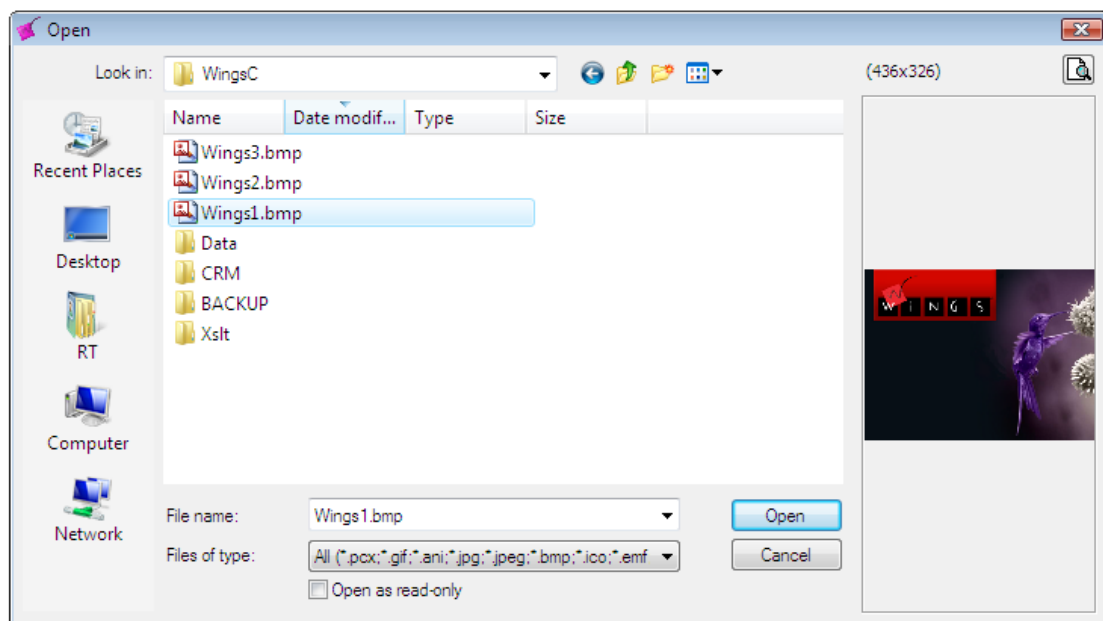 Open
Look in: WingsC (436x326)
Name Date modif... Type Size
Wings3.bmp
Wings2.bmp
Wings1.bmp
Data
CRM
BACKUP
Xslt
Recent Places
Desktop
RT
Computer
Network
WINGS
File name: Wings1.bmp Open
Files of type: All (*.pcx;*.gif;*.ani;*.jpg;*.jpeg;*.bmp;*.ico;*.emf Cancel
Open as read-only